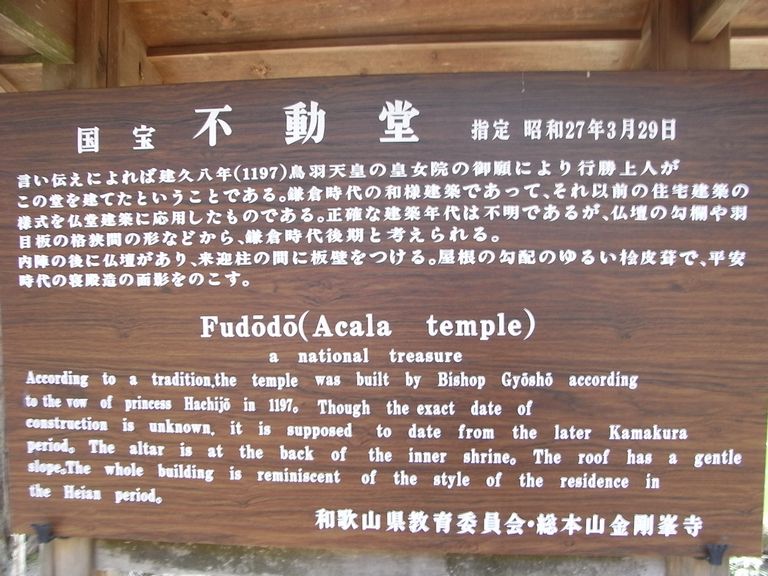 国宝 不動堂 指定 昭和27年3月29日
言い伝えによれば建久八年(1197)鳥羽天皇の皇女院の御願により行勝上人が
この堂を建てたということである。鎌倉時代の和様建築であって、それ以前の住宅建築の
様式を仏堂建築に応用したものである。正確な建築年代は不明であるが、仏壇の勾欄や羽
目板の格狭間の形などから、鎌倉時代後期と考えられる。
内陣の後に仏壇があり、来迎柱の間に板壁をつける。屋根の勾配のゆるい桧皮葺で、平安
時代の寝殿造の面影をのこす。
Fudōdō(Acala temple)
a national treasure
According to a tradition,the temple was built by Bishop Gyōshō according
to the vow of princess Hachijō in 1197。 Though the exact date of
construction is unknown, it is supposed to date from the later Kamakura
period。 The altar is at the back of the inner shrine。 The roof has a gentle
slope。The whole building is reminiscent of the style of the residence in
the Heian period。
和歌山県教育委員会・総本山金剛峯寺